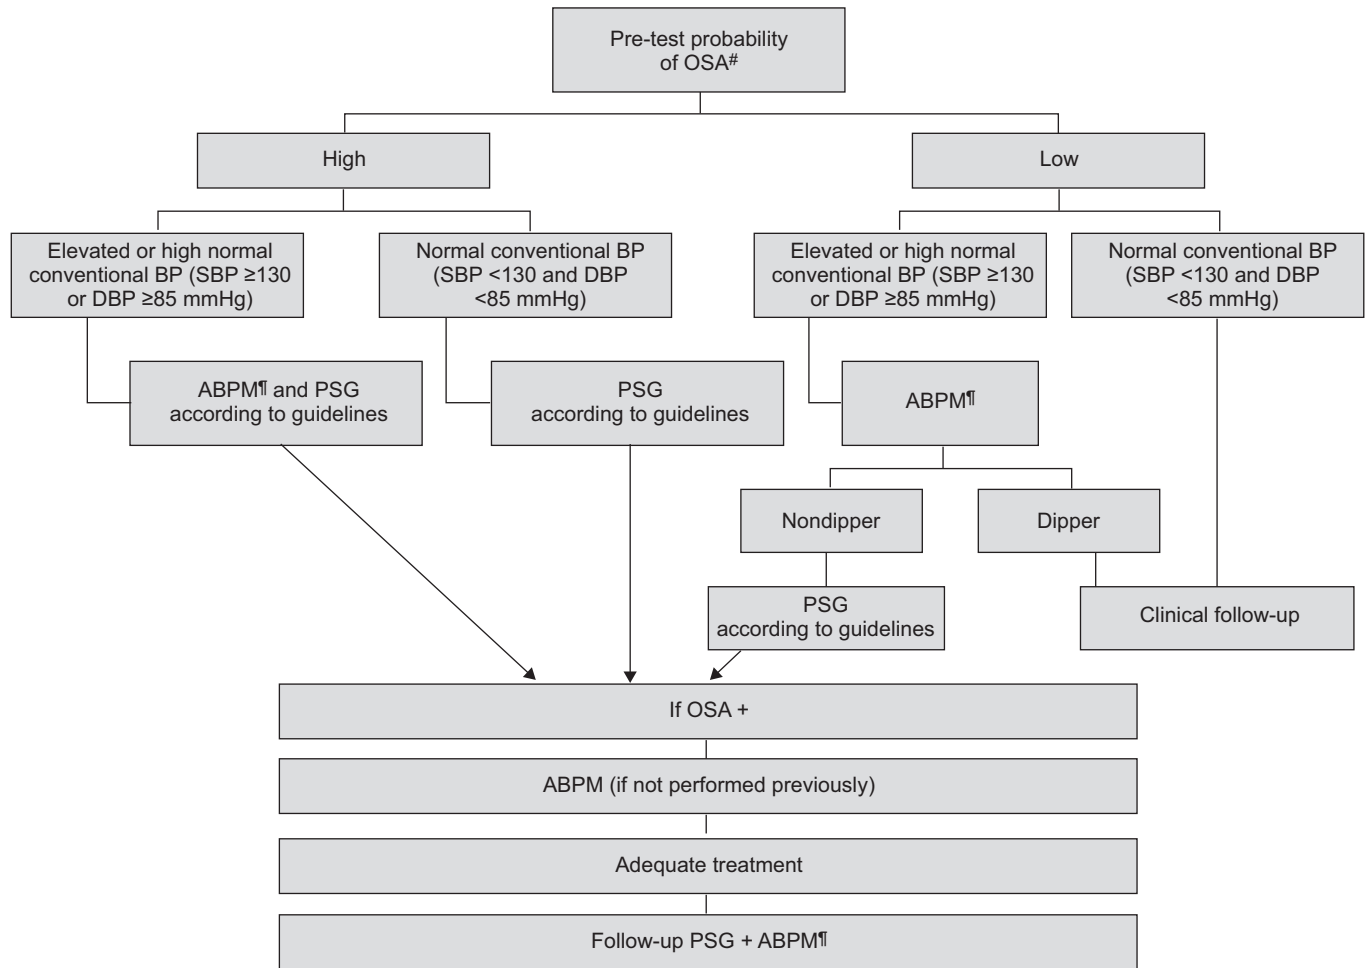 Pre-test probability
of OSA#
High
Low
Elevated or high normal
conventional BP (SBP ≥130
or DBP ≥85 mmHg)
Normal conventional BP
(SBP <130 and DBP
<85 mmHg)
Elevated or high normal
conventional BP (SBP ≥130
or DBP ≥85 mmHg)
Normal conventional BP
(SBP <130 and DBP
<85 mmHg)
ABPM¶ and PSG
according to guidelines
PSG
according to guidelines
ABPM¶
Nondipper
Dipper
PSG
according to guidelines
Clinical follow-up
If OSA +
ABPM (if not performed previously)
Adequate treatment
Follow-up PSG + ABPM¶